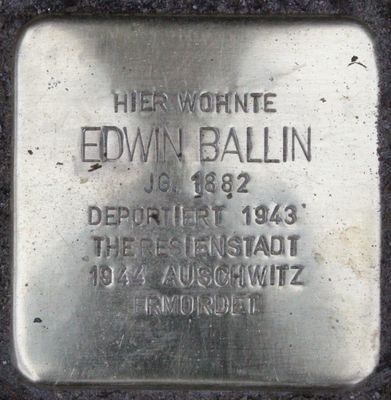 HIER WOHNTE
EDWIN BALLIN
JG. 1882
DEPORTIERT 1943
THERESIENSTADT
1944 AUSCHWITZ
ERMORDET